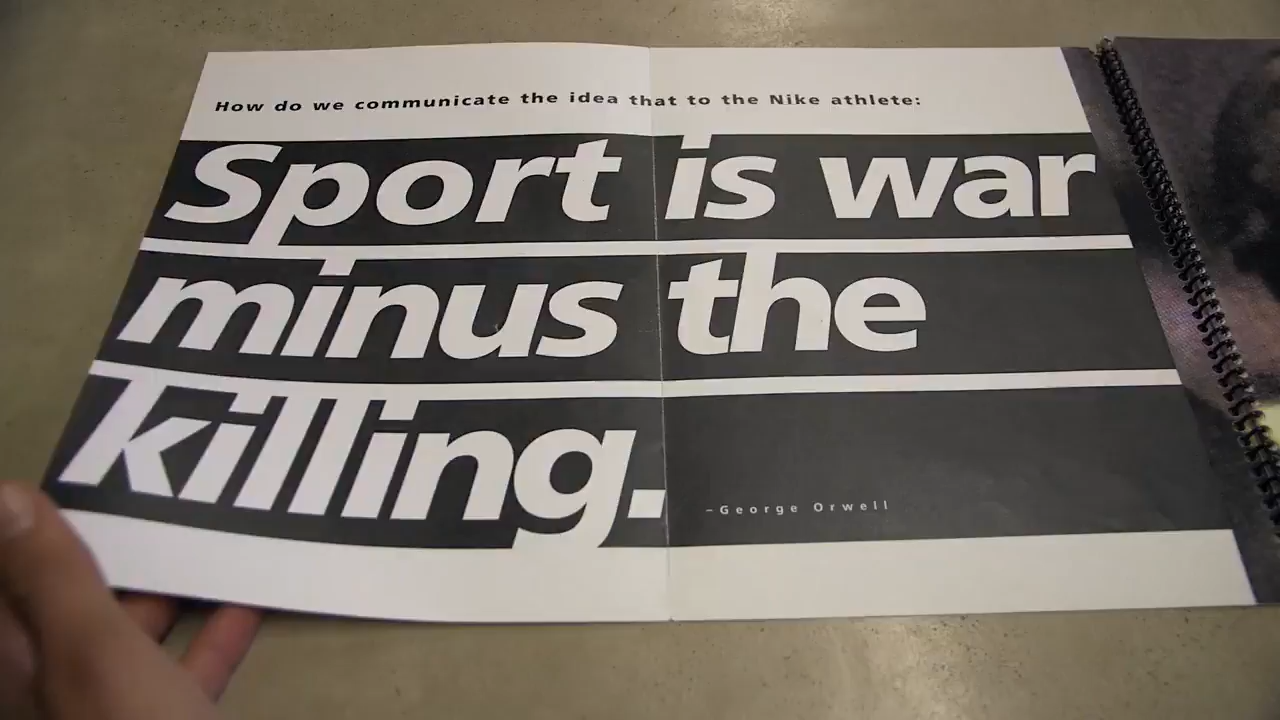 How do we communicate the idea that to the Nike athlete:
Sport is war
minus the
killing.
–George Orwell